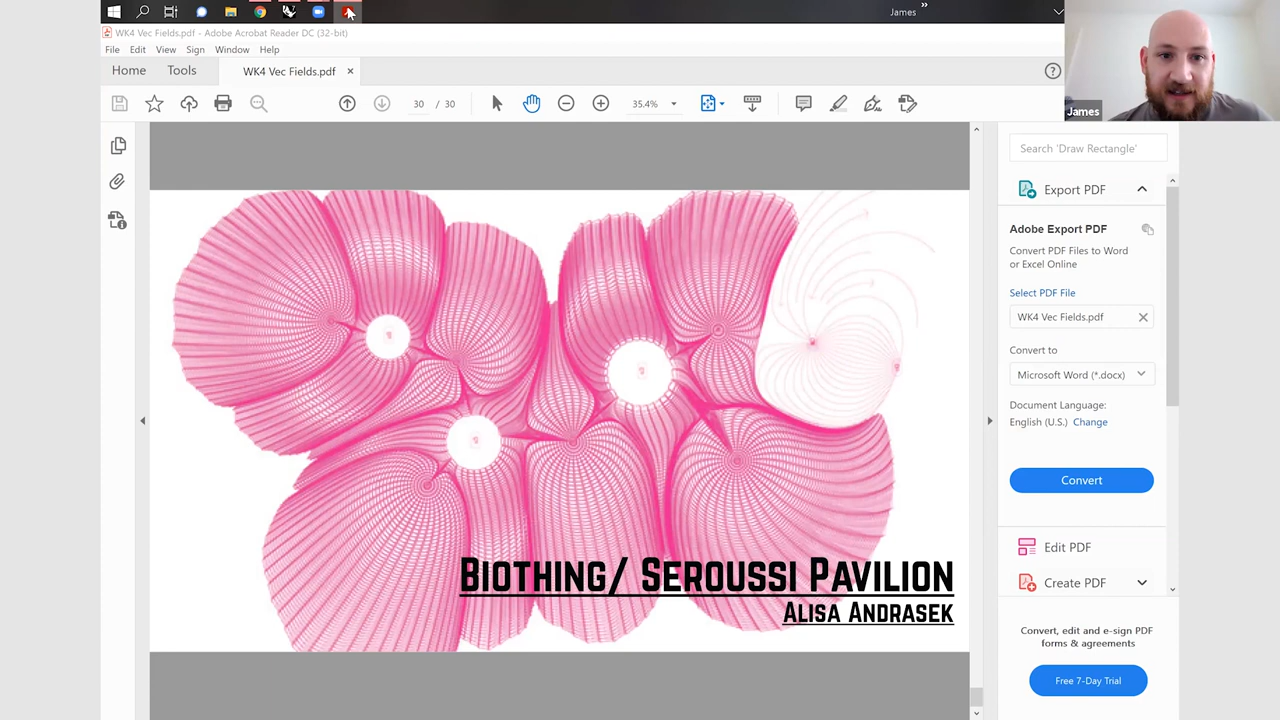 James
WK4 Vec Fields.pdf - Adobe Acrobat Reader DC (32-bit)
File Edit View Sign Window Help
Home Tools WK4 Vec Fields.pdf
30 / 30 35.4%
James
Search 'Draw Rectangle'
Export PDF
Adobe Export PDF
Convert PDF Files to Word
or Excel Online
Select PDF File
WK4 Vec Fields.pdf
Convert to
Microsoft Word (*.docx)
Document Language:
English (U.S.) Change
Convert
Edit PDF
Create PDF
Convert, edit and e-sign PDF
forms & agreements
Free 7-Day Trial
Biothing/ Seroussi Pavilion
Alisa Andrasek